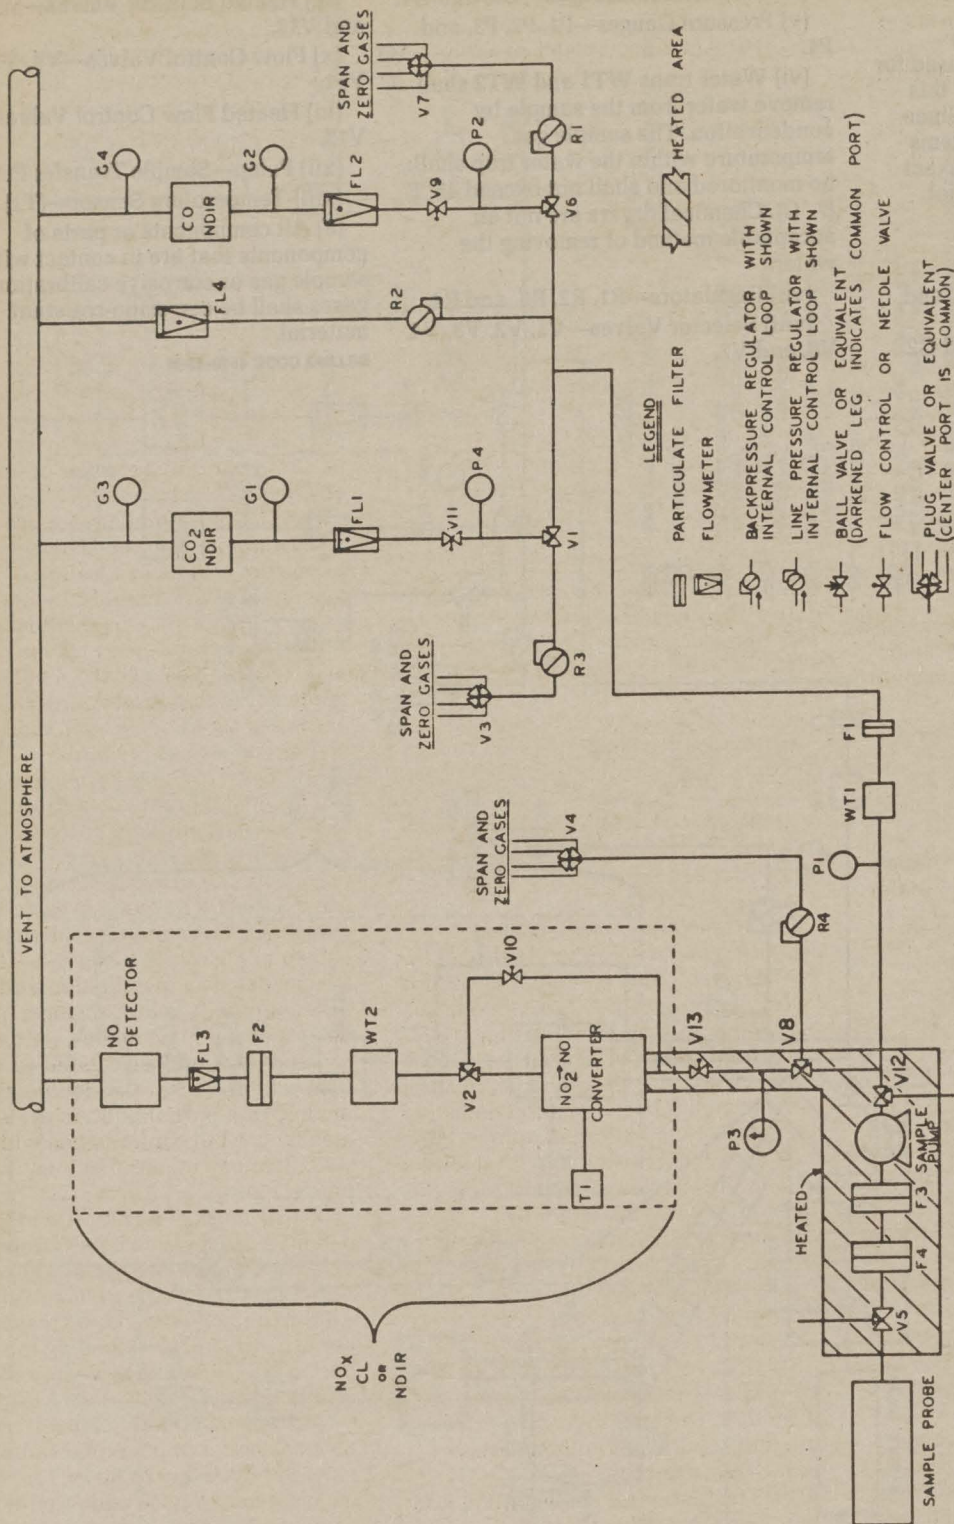 VENT TO ATMOSPHERE
G4
CO
NDIR
G2
FL2
V9
P2
V6
SPAN AND
ZERO GASES
V7
R1
FL4
R2
G3
CO2
NDIR
G1
FL1
V11
P4
V1
SPAN AND
ZERO GASES
V3
R3
HEATED AREA
LEGEND
PARTICULATE FILTER
FLOWMETER
BACKPRESSURE REGULATOR WITH
INTERNAL CONTROL LOOP SHOWN
LINE PRESSURE REGULATOR WITH
INTERNAL CONTROL LOOP SHOWN
BALL VALVE OR EQUIVALENT
(DARKENED LEG INDICATES COMMON PORT)
FLOW CONTROL OR NEEDLE VALVE
PLUG VALVE OR EQUIVALENT
(CENTER PORT IS COMMON)
NO
DETECTOR
FL3
F2
WT2
V2
V10
NO2→NO
CONVERTER
T1
NOX
CL
OR
NDIR
SPAN AND
ZERO GASES
V4
R4
V13
V8
P3
P1
WT1
F1
V12
SAMPLE
PUMP
F3
F4
V5
HEATED
SAMPLE PROBE